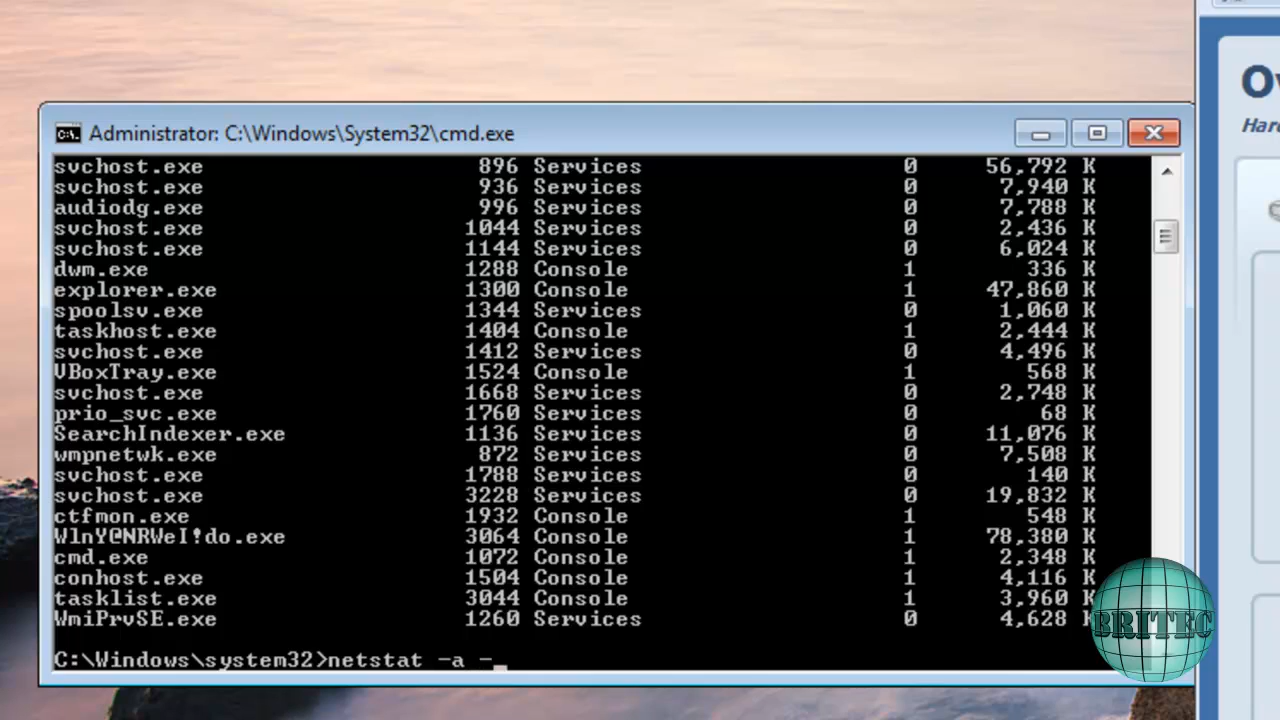 Administrator: C:\Windows\System32\cmd.exe
svchost.exe 896 Services 0 56,792 K
svchost.exe 936 Services 0 7,940 K
audiodg.exe 996 Services 0 7,788 K
svchost.exe 1044 Services 0 2,436 K
svchost.exe 1144 Services 0 6,024 K
dwm.exe 1288 Console 1 336 K
explorer.exe 1300 Console 1 47,860 K
spoolsv.exe 1344 Services 0 1,060 K
taskhost.exe 1404 Console 1 2,444 K
svchost.exe 1412 Services 0 4,496 K
VBoxTray.exe 1524 Console 1 568 K
svchost.exe 1668 Services 0 2,748 K
prio_svc.exe 1760 Services 0 68 K
SearchIndexer.exe 1136 Services 0 11,076 K
wmpnetwk.exe 872 Services 0 7,508 K
svchost.exe 1788 Services 0 140 K
svchost.exe 3228 Services 0 19,832 K
ctfmon.exe 1932 Console 1 548 K
WlnY@NRWeI!do.exe 3064 Console 1 78,380 K
cmd.exe 1072 Console 1 2,348 K
conhost.exe 1504 Console 1 4,116 K
tasklist.exe 3044 Console 1 3,960 K
WmiPrvSE.exe 1260 Services 0 4,628 K
C:\Windows\system32>netstat -a -_
BRITEC